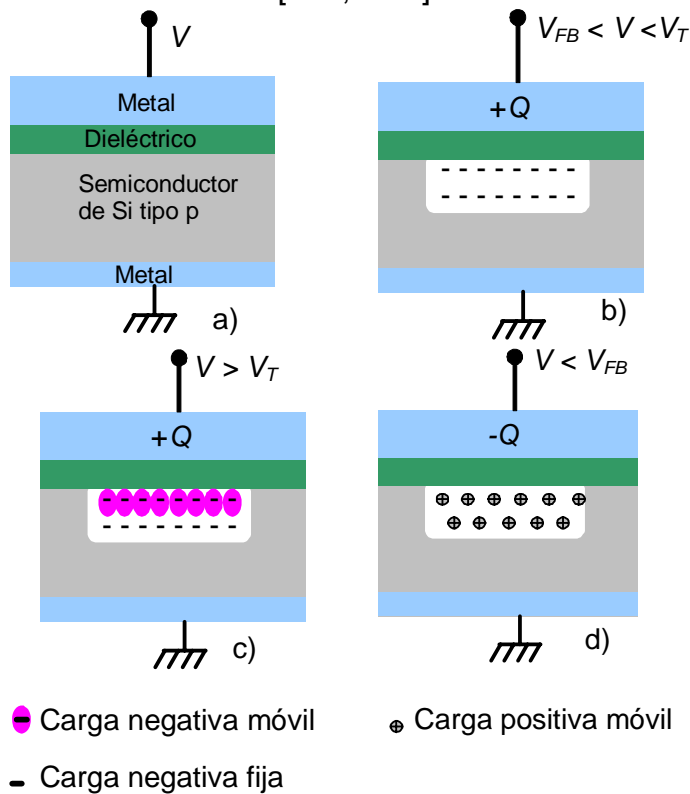 V
Metal
Dieléctrico
Semiconductor
de Si tipo p
Metal
a)
V_FB < V < V_T
+Q
- - - - - - - -
- - - - - - - -
b)
V > V_T
+Q
- - - - - - - -
- - - - - - - -
c)
V < V_FB
-Q
d)
Carga negativa móvil
Carga positiva móvil
- Carga negativa fija